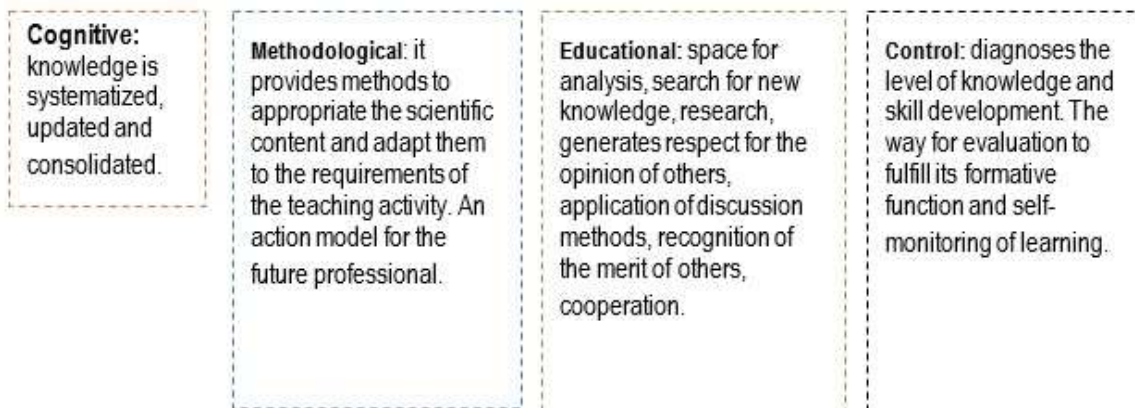 Cognitive:
knowledge is
systematized,
updated and
consolidated.
Methodological: it
provides methods to
appropriate the scientific
content and adapt them
to the requirements of
the teaching activity. An
action model for the
future professional.
Educational: space for
analysis, search for new
knowledge, research,
generates respect for the
opinion of others,
application of discussion
methods, recognition of
the merit of others,
cooperation.
Control: diagnoses the
level of knowledge and
skill development. The
way for evaluation to
fulfill its formative
function and self-
monitoring of learning.